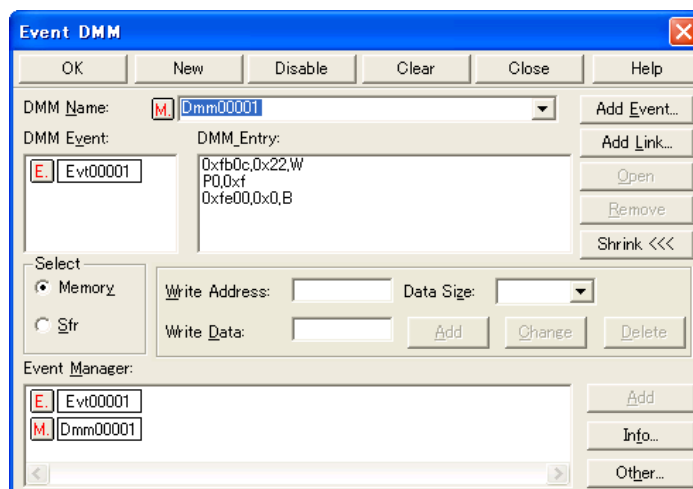 Event DMM
OK New Disable Clear Close Help
DMM Name: M. Dmm00001 Add Event...
DMM Event: DMM_Entry: Add Link...
E. Evt00001
0xfb0c,0x22,W
P0,0xf
0xfe00,0x0,B
Open
Remove
Shrink <<<
Select
Memory
Sfr
Write Address: Data Size:
Write Data: Add Change Delete
Event Manager:
E. Evt00001
M. Dmm00001
Add
Info...
Other...